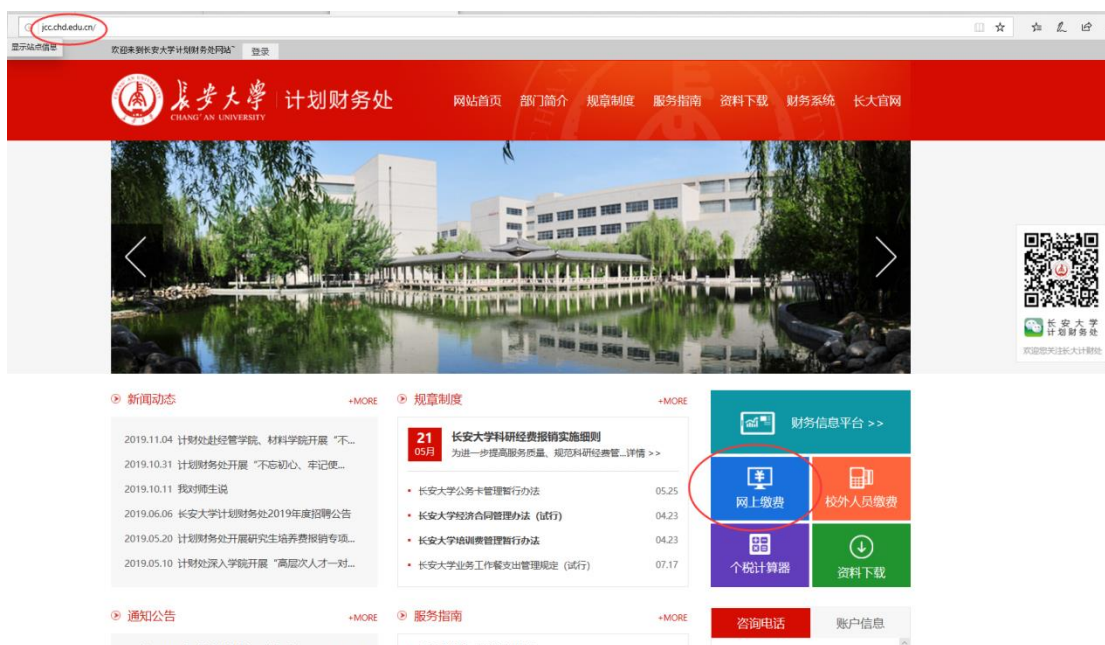 jcc.chd.edu.cn/
显示站点信息
欢迎来到长安大学计划财务处网站~ 登录
长安大学 计划财务处
CHANG'AN UNIVERSITY
网站首页 部门简介 规章制度 服务指南 资料下载 财务系统 长大官网
长安大学
计划财务处
欢迎您关注长大计财处
新闻动态 +MORE
2019.11.04 计财处赴经管学院、材料学院开展“不...
2019.10.31 计划财务处开展“不忘初心、牢记使...
2019.10.11 我对师生说
2019.06.06 长安大学计划财务处2019年度招聘公告
2019.05.20 计划财务处开展研究生培养费报销专项...
2019.05.10 计财处深入学院开展“高层次人才一对...
规章制度 +MORE
21
05月
长安大学科研经费报销实施细则
为进一步提高服务质量、规范科研经费管...详情 >>
长安大学公务卡管理暂行办法 05.25
长安大学经济合同管理办法（试行） 04.23
长安大学培训费管理暂行办法 04.23
长安大学业务工作餐支出管理规定（试行） 07.17
财务信息平台 >>
网上缴费
校外人员缴费
个税计算器
资料下载
通知公告 +MORE
服务指南 +MORE
咨询电话 账户信息